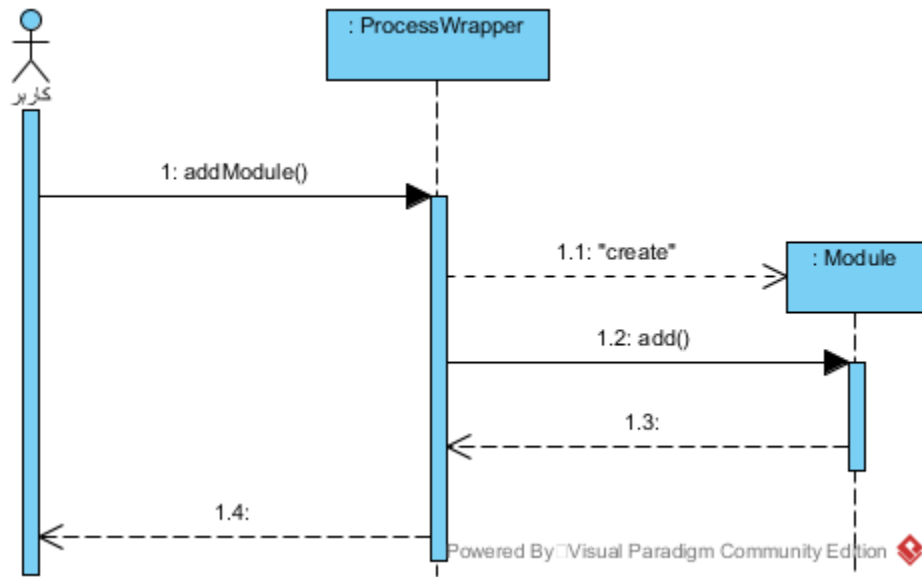 : ProcessWrapper
کاربر
1: addModule()
1.1: "create"
: Module
1.2: add()
1.3:
1.4:
Powered By Visual Paradigm Community Edition